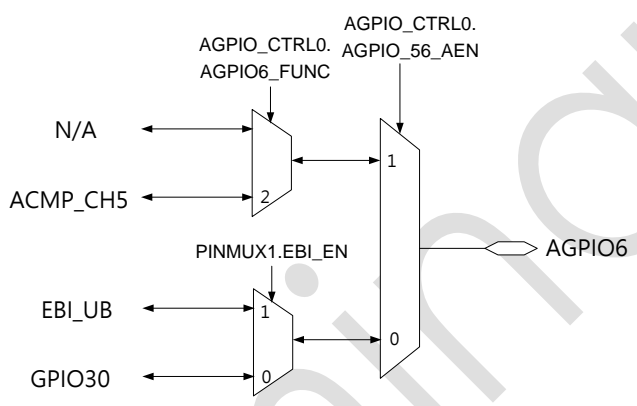 AGPIO_CTRL0.
AGPIO_56_AEN
AGPIO_CTRL0.
AGPIO6_FUNC
N/A
1
ACMP_CH5
2
AGPIO6
PINMUX1.EBI_EN
EBI_UB
1
0
GPIO30
0